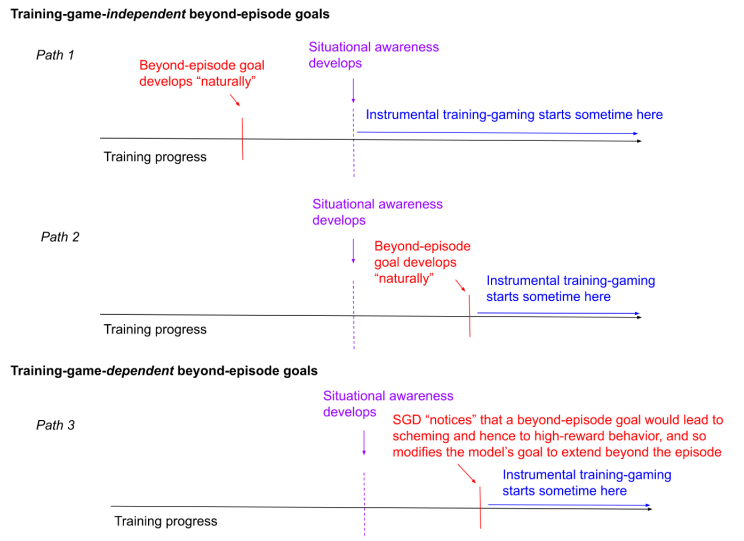 Training-game-independent beyond-episode goals
Path 1
Situational awareness
develops
Beyond-episode goal
develops “naturally”
Instrumental training-gaming starts sometime here
Training progress
Situational awareness
develops
Path 2
Beyond-episode
goal develops
“naturally”
Instrumental training-gaming
starts sometime here
Training progress
Training-game-dependent beyond-episode goals
Situational awareness
develops
Path 3
SGD “notices” that a beyond-episode goal would lead to
scheming and hence to high-reward behavior, and so
modifies the model’s goal to extend beyond the episode
Instrumental training-gaming
starts sometime here
Training progress